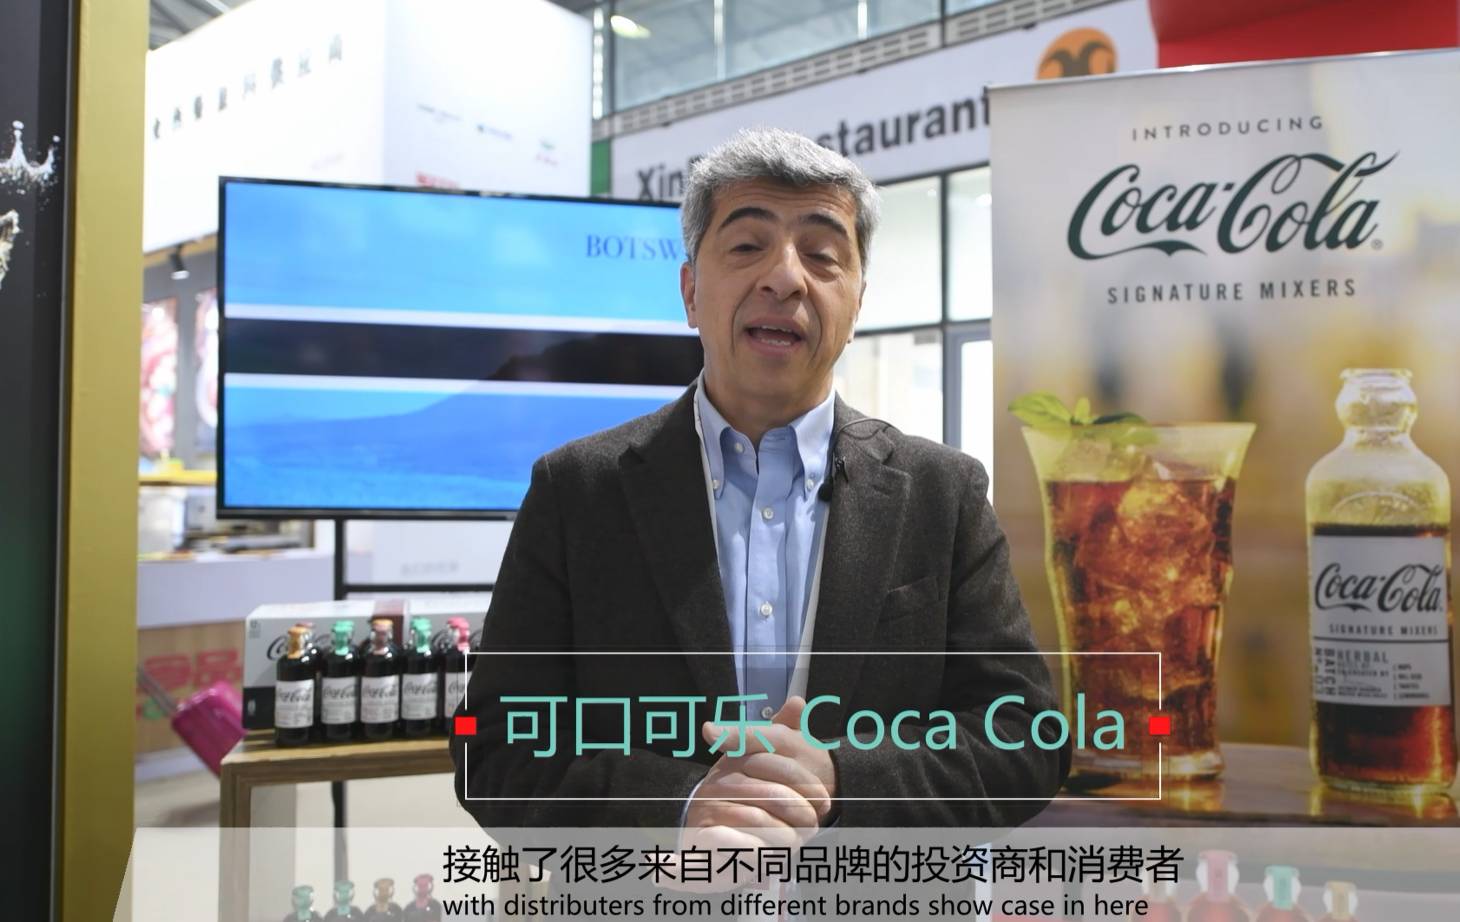 INTRODUCING
Coca-Cola
SIGNATURE MIXERS
staurant
BOTSW
Coca-Cola
SIGNATURE MIXERS
HERBAL
可口可乐 Coca Cola
接触了很多来自不同品牌的投资商和消费者
with distributers from different brands show case in here